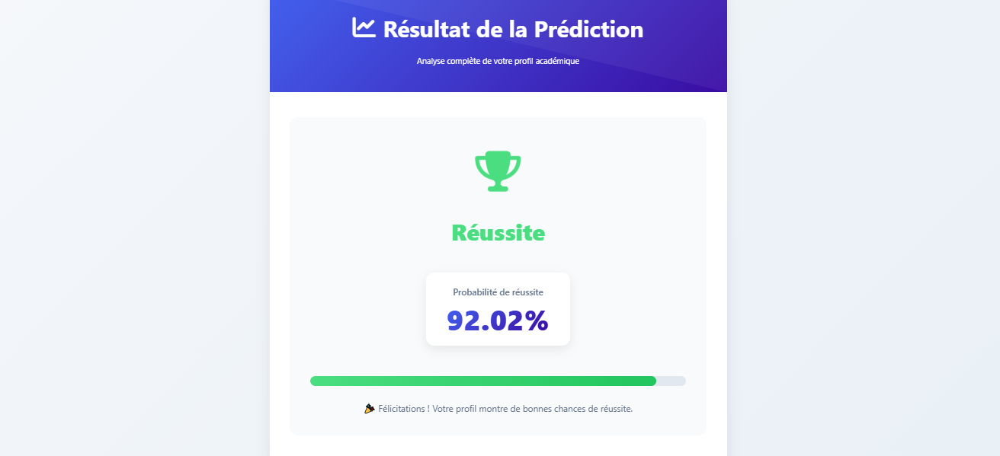 Résultat de la Prédiction
Analyse complète de votre profil académique
Réussite
Probabilité de réussite
92.02%
🎉 Félicitations ! Votre profil montre de bonnes chances de réussite.